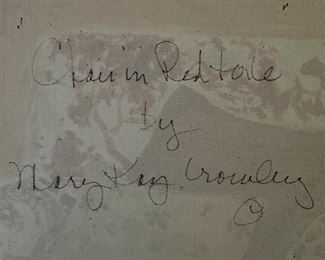 Chair in Red Toile
by
Mary Kay Crowley